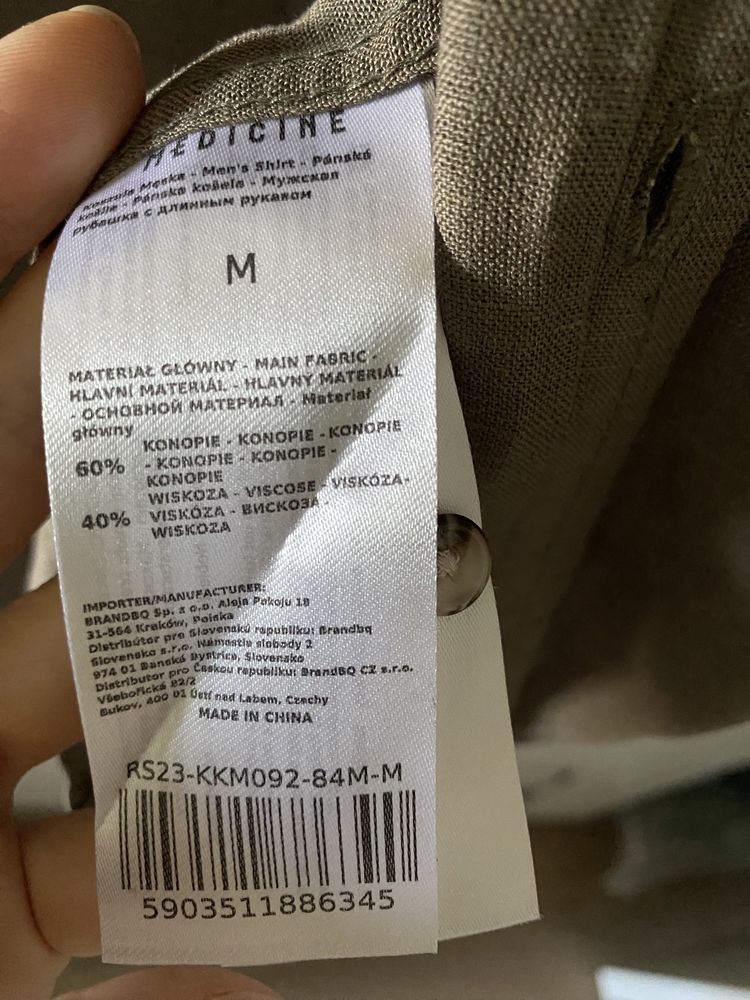 MEDICINE
Koszula Męska - Men's Shirt - Pánská
košile - Pánska košeľa - Мужская
рубашка с длинным рукавом
M
MATERIAŁ GŁÓWNY - MAIN FABRIC -
HLAVNÍ MATERIÁL - HLAVNÝ MATERIÁL
- ОСНОВНОЙ МАТЕРИАЛ - Materiał
główny
60% KONOPIE - KONOPIE - KONOPIE
- KONOPIE - KONOPIE -
KONOPIE
40% WISKOZA - VISCOSE - VISKÓZA-
VISKÓZA - ВИСКОЗА -
WISKOZA
IMPORTER/MANUFACTURER:
BRANDBQ Sp. z o.o. Aleja Pokoju 18
31-564 Kraków, Polska
Distribútor pre Slovenskú republiku: Brandbq
Slovensko s.r.o. Námestie slobody 2
974 01 Banská Bystrica, Slovensko
Distributor pro Českou republiku: BrandBQ CZ s.r.o.
Všebořická 82/2
Bukov, 400 01 Ústí nad Labem, Czechy
MADE IN CHINA
RS23-KKM092-84M-M
5903511886345